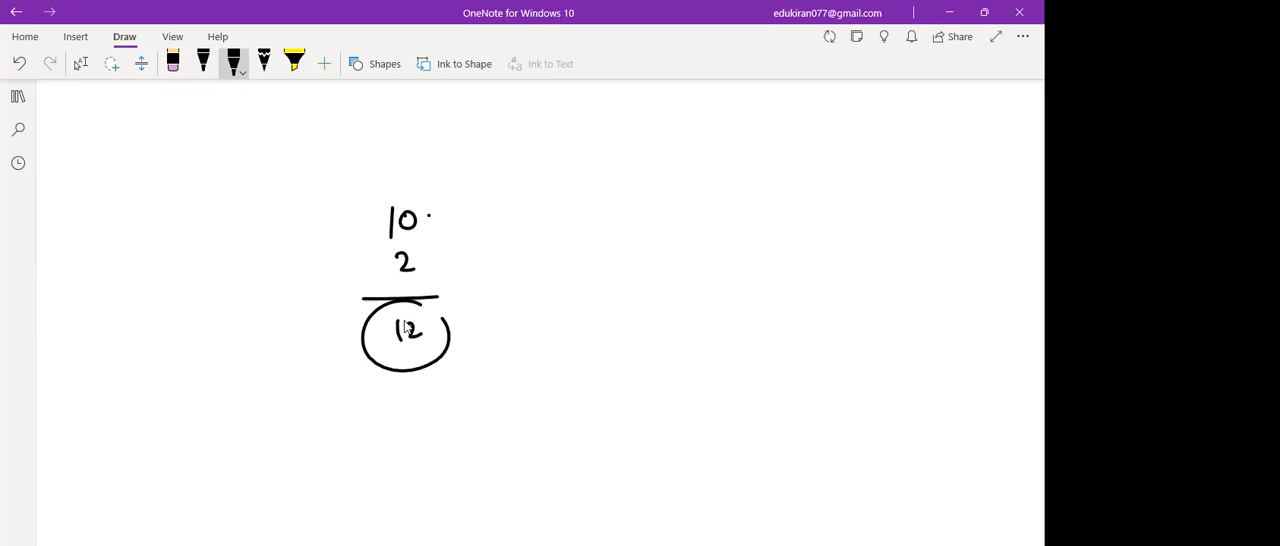 OneNote for Windows 10 edukiran077@gmail.com
Home Insert Draw View Help Share
Shapes Ink to Shape Ink to Text
10
2
12